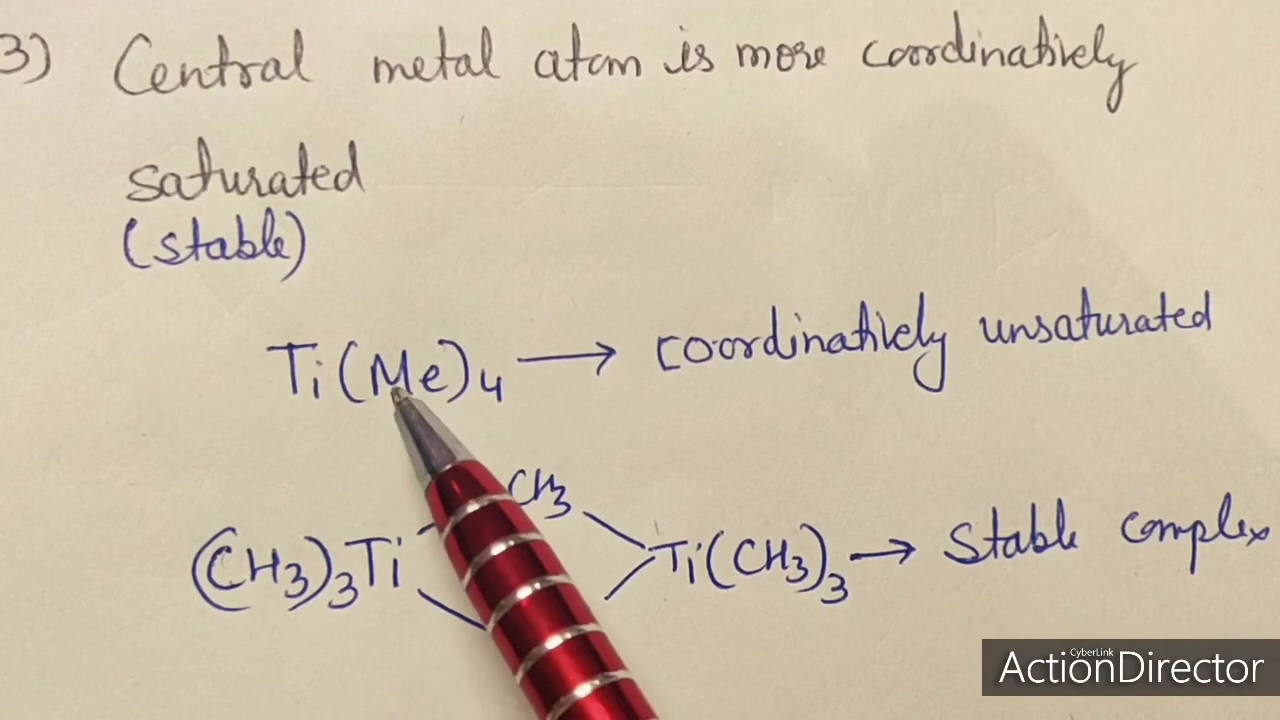 3) Central metal atom is more coordinatively
saturated
(stable)
Ti(Me)4 → coordinatively unsaturated
CH3
(CH3)3Ti Ti(CH3)3 → Stable complex
CyberLink
ActionDirector